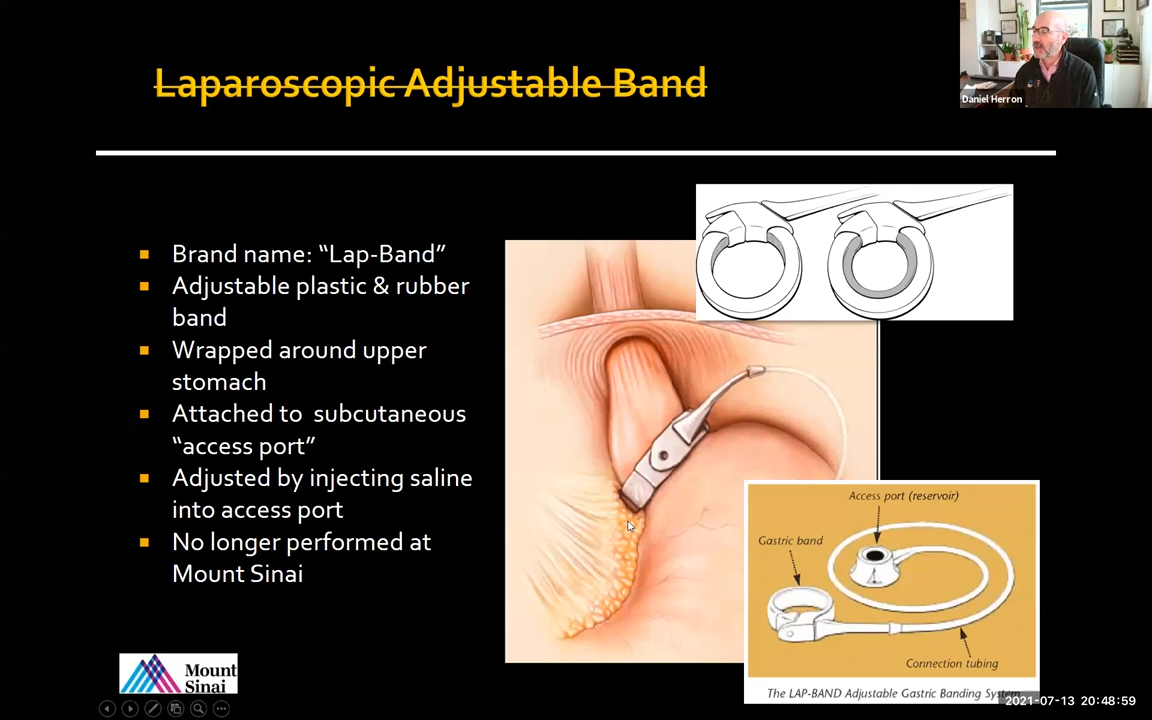 Laparoscopic Adjustable Band
Daniel Herron
Brand name: “Lap-Band”
Adjustable plastic & rubber
band
Wrapped around upper
stomach
Attached to  subcutaneous
“access port”
Adjusted by injecting saline
into access port
No longer performed at
Mount Sinai
Access port (reservoir)
Gastric band
Connection tubing
The LAP-BAND Adjustable Gastric Banding System
Mount
Sinai
2021-07-13 20:48:59